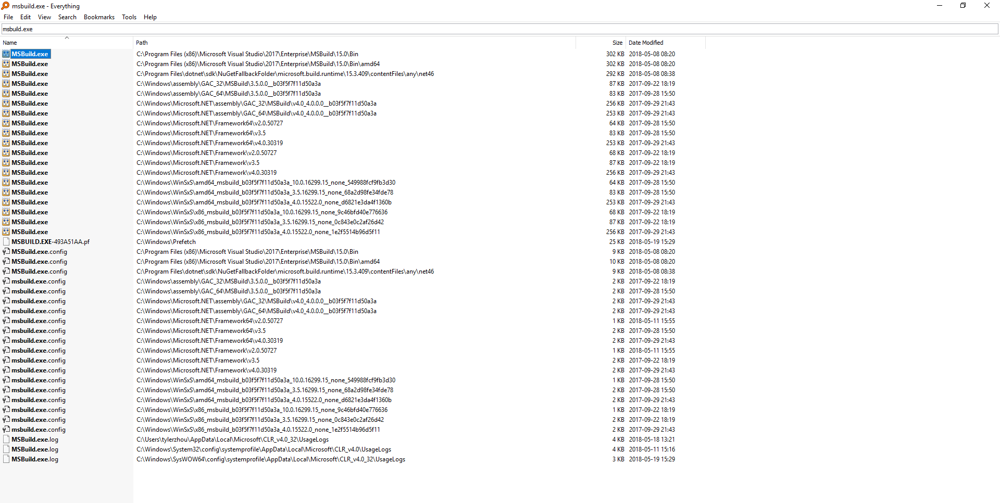 msbuild.exe - Everything
File Edit View Search Bookmarks Tools Help
msbuild.exe
Name Path Size Date Modified
MSBuild.exe C:\Program Files (x86)\Microsoft Visual Studio\2017\Enterprise\MSBuild\15.0\Bin 302 KB 2018-05-08 08:20
MSBuild.exe C:\Program Files (x86)\Microsoft Visual Studio\2017\Enterprise\MSBuild\15.0\Bin\amd64 302 KB 2018-05-08 08:20
MSBuild.exe C:\Program Files\dotnet\sdk\NuGetFallbackFolder\microsoft.build.runtime\15.3.409\contentFiles\any\net46 292 KB 2018-05-08 08:38
MSBuild.exe C:\Windows\assembly\GAC_32\MSBuild\3.5.0.0__b03f5f7f11d50a3a 87 KB 2017-09-22 18:19
MSBuild.exe C:\Windows\assembly\GAC_64\MSBuild\3.5.0.0__b03f5f7f11d50a3a 83 KB 2017-09-28 15:50
MSBuild.exe C:\Windows\Microsoft.NET\assembly\GAC_32\MSBuild\v4.0_4.0.0.0__b03f5f7f11d50a3a 256 KB 2017-09-29 21:43
MSBuild.exe C:\Windows\Microsoft.NET\assembly\GAC_64\MSBuild\v4.0_4.0.0.0__b03f5f7f11d50a3a 253 KB 2017-09-29 21:43
MSBuild.exe C:\Windows\Microsoft.NET\Framework64\v2.0.50727 64 KB 2017-09-28 15:50
MSBuild.exe C:\Windows\Microsoft.NET\Framework64\v3.5 83 KB 2017-09-28 15:50
MSBuild.exe C:\Windows\Microsoft.NET\Framework64\v4.0.30319 253 KB 2017-09-29 21:43
MSBuild.exe C:\Windows\Microsoft.NET\Framework\v2.0.50727 68 KB 2017-09-22 18:19
MSBuild.exe C:\Windows\Microsoft.NET\Framework\v3.5 87 KB 2017-09-22 18:19
MSBuild.exe C:\Windows\Microsoft.NET\Framework\v4.0.30319 256 KB 2017-09-29 21:43
MSBuild.exe C:\Windows\WinSxS\amd64_msbuild_b03f5f7f11d50a3a_10.0.16299.15_none_549988fcf9fb3d30 64 KB 2017-09-28 15:50
MSBuild.exe C:\Windows\WinSxS\amd64_msbuild_b03f5f7f11d50a3a_3.5.16299.15_none_68a2d98fe34fde78 83 KB 2017-09-28 15:50
MSBuild.exe C:\Windows\WinSxS\amd64_msbuild_b03f5f7f11d50a3a_4.0.15522.0_none_d6821e3da4f1360b 253 KB 2017-09-29 21:43
MSBuild.exe C:\Windows\WinSxS\x86_msbuild_b03f5f7f11d50a3a_10.0.16299.15_none_9c46bfd40e776636 68 KB 2017-09-22 18:19
MSBuild.exe C:\Windows\WinSxS\x86_msbuild_b03f5f7f11d50a3a_3.5.16299.15_none_0c843e0c2af26d42 87 KB 2017-09-22 18:19
MSBuild.exe C:\Windows\WinSxS\x86_msbuild_b03f5f7f11d50a3a_4.0.15522.0_none_1e2f5514b96d5f11 256 KB 2017-09-29 21:43
MSBUILD.EXE-493A51AA.pf C:\Windows\Prefetch 25 KB 2018-05-19 15:29
MSBuild.exe.config C:\Program Files (x86)\Microsoft Visual Studio\2017\Enterprise\MSBuild\15.0\Bin 9 KB 2018-05-08 08:20
MSBuild.exe.config C:\Program Files (x86)\Microsoft Visual Studio\2017\Enterprise\MSBuild\15.0\Bin\amd64 10 KB 2018-05-08 08:20
MSBuild.exe.config C:\Program Files\dotnet\sdk\NuGetFallbackFolder\microsoft.build.runtime\15.3.409\contentFiles\any\net46 9 KB 2018-05-08 08:38
msbuild.exe.config C:\Windows\assembly\GAC_32\MSBuild\3.5.0.0__b03f5f7f11d50a3a 2 KB 2017-09-22 18:19
msbuild.exe.config C:\Windows\assembly\GAC_64\MSBuild\3.5.0.0__b03f5f7f11d50a3a 2 KB 2017-09-28 15:50
msbuild.exe.config C:\Windows\Microsoft.NET\assembly\GAC_32\MSBuild\v4.0_4.0.0.0__b03f5f7f11d50a3a 2 KB 2017-09-29 21:43
msbuild.exe.config C:\Windows\Microsoft.NET\assembly\GAC_64\MSBuild\v4.0_4.0.0.0__b03f5f7f11d50a3a 2 KB 2017-09-29 21:43
msbuild.exe.config C:\Windows\Microsoft.NET\Framework64\v2.0.50727 1 KB 2018-05-11 15:55
msbuild.exe.config C:\Windows\Microsoft.NET\Framework64\v3.5 2 KB 2017-09-28 15:50
msbuild.exe.config C:\Windows\Microsoft.NET\Framework64\v4.0.30319 2 KB 2017-09-29 21:43
msbuild.exe.config C:\Windows\Microsoft.NET\Framework\v2.0.50727 1 KB 2018-05-11 15:55
msbuild.exe.config C:\Windows\Microsoft.NET\Framework\v3.5 2 KB 2017-09-22 18:19
msbuild.exe.config C:\Windows\Microsoft.NET\Framework\v4.0.30319 2 KB 2017-09-29 21:43
msbuild.exe.config C:\Windows\WinSxS\amd64_msbuild_b03f5f7f11d50a3a_10.0.16299.15_none_549988fcf9fb3d30 1 KB 2017-09-28 15:50
msbuild.exe.config C:\Windows\WinSxS\amd64_msbuild_b03f5f7f11d50a3a_3.5.16299.15_none_68a2d98fe34fde78 2 KB 2017-09-28 15:50
msbuild.exe.config C:\Windows\WinSxS\amd64_msbuild_b03f5f7f11d50a3a_4.0.15522.0_none_d6821e3da4f1360b 2 KB 2017-09-29 21:43
msbuild.exe.config C:\Windows\WinSxS\x86_msbuild_b03f5f7f11d50a3a_10.0.16299.15_none_9c46bfd40e776636 1 KB 2017-09-22 18:19
msbuild.exe.config C:\Windows\WinSxS\x86_msbuild_b03f5f7f11d50a3a_3.5.16299.15_none_0c843e0c2af26d42 2 KB 2017-09-22 18:19
msbuild.exe.config C:\Windows\WinSxS\x86_msbuild_b03f5f7f11d50a3a_4.0.15522.0_none_1e2f5514b96d5f11 2 KB 2017-09-29 21:43
MSBuild.exe.log C:\Users\tylerzhou\AppData\Local\Microsoft\CLR_v4.0_32\UsageLogs 4 KB 2018-05-18 13:21
MSBuild.exe.log C:\Windows\System32\config\systemprofile\AppData\Local\Microsoft\CLR_v4.0\UsageLogs 4 KB 2018-05-11 15:16
MSBuild.exe.log C:\Windows\SysWOW64\config\systemprofile\AppData\Local\Microsoft\CLR_v4.0_32\UsageLogs 3 KB 2018-05-19 15:29